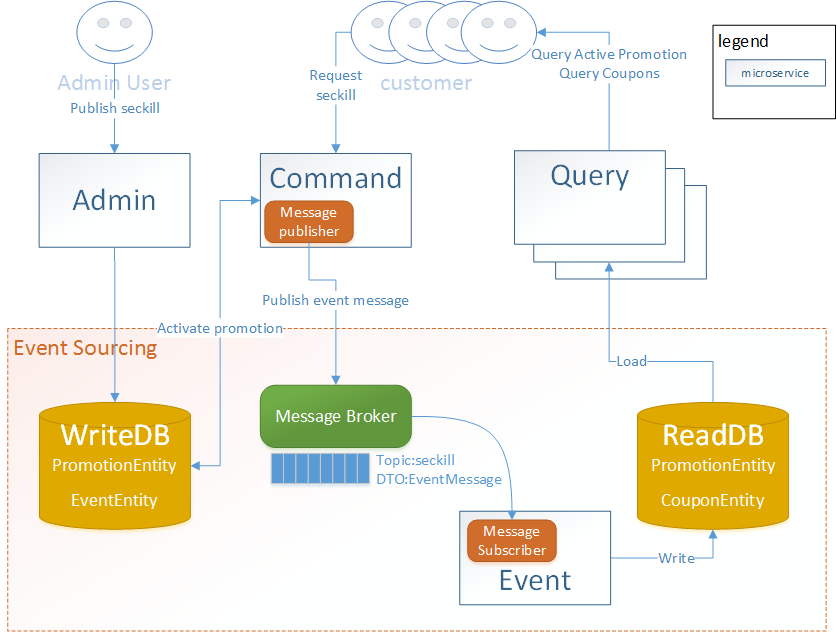 legend
microservice
Admin User
Publish seckill
customer
Request
seckill
Query Active Promotion
Query Coupons
Admin
Command
Message
publisher
Query
Publish event message
Activate promotion
Event Sourcing
Load
WriteDB
PromotionEntity
EventEntity
Message Broker
Topic:seckill
DTO:EventMessage
ReadDB
PromotionEntity
CouponEntity
Message
Subscriber
Event
Write